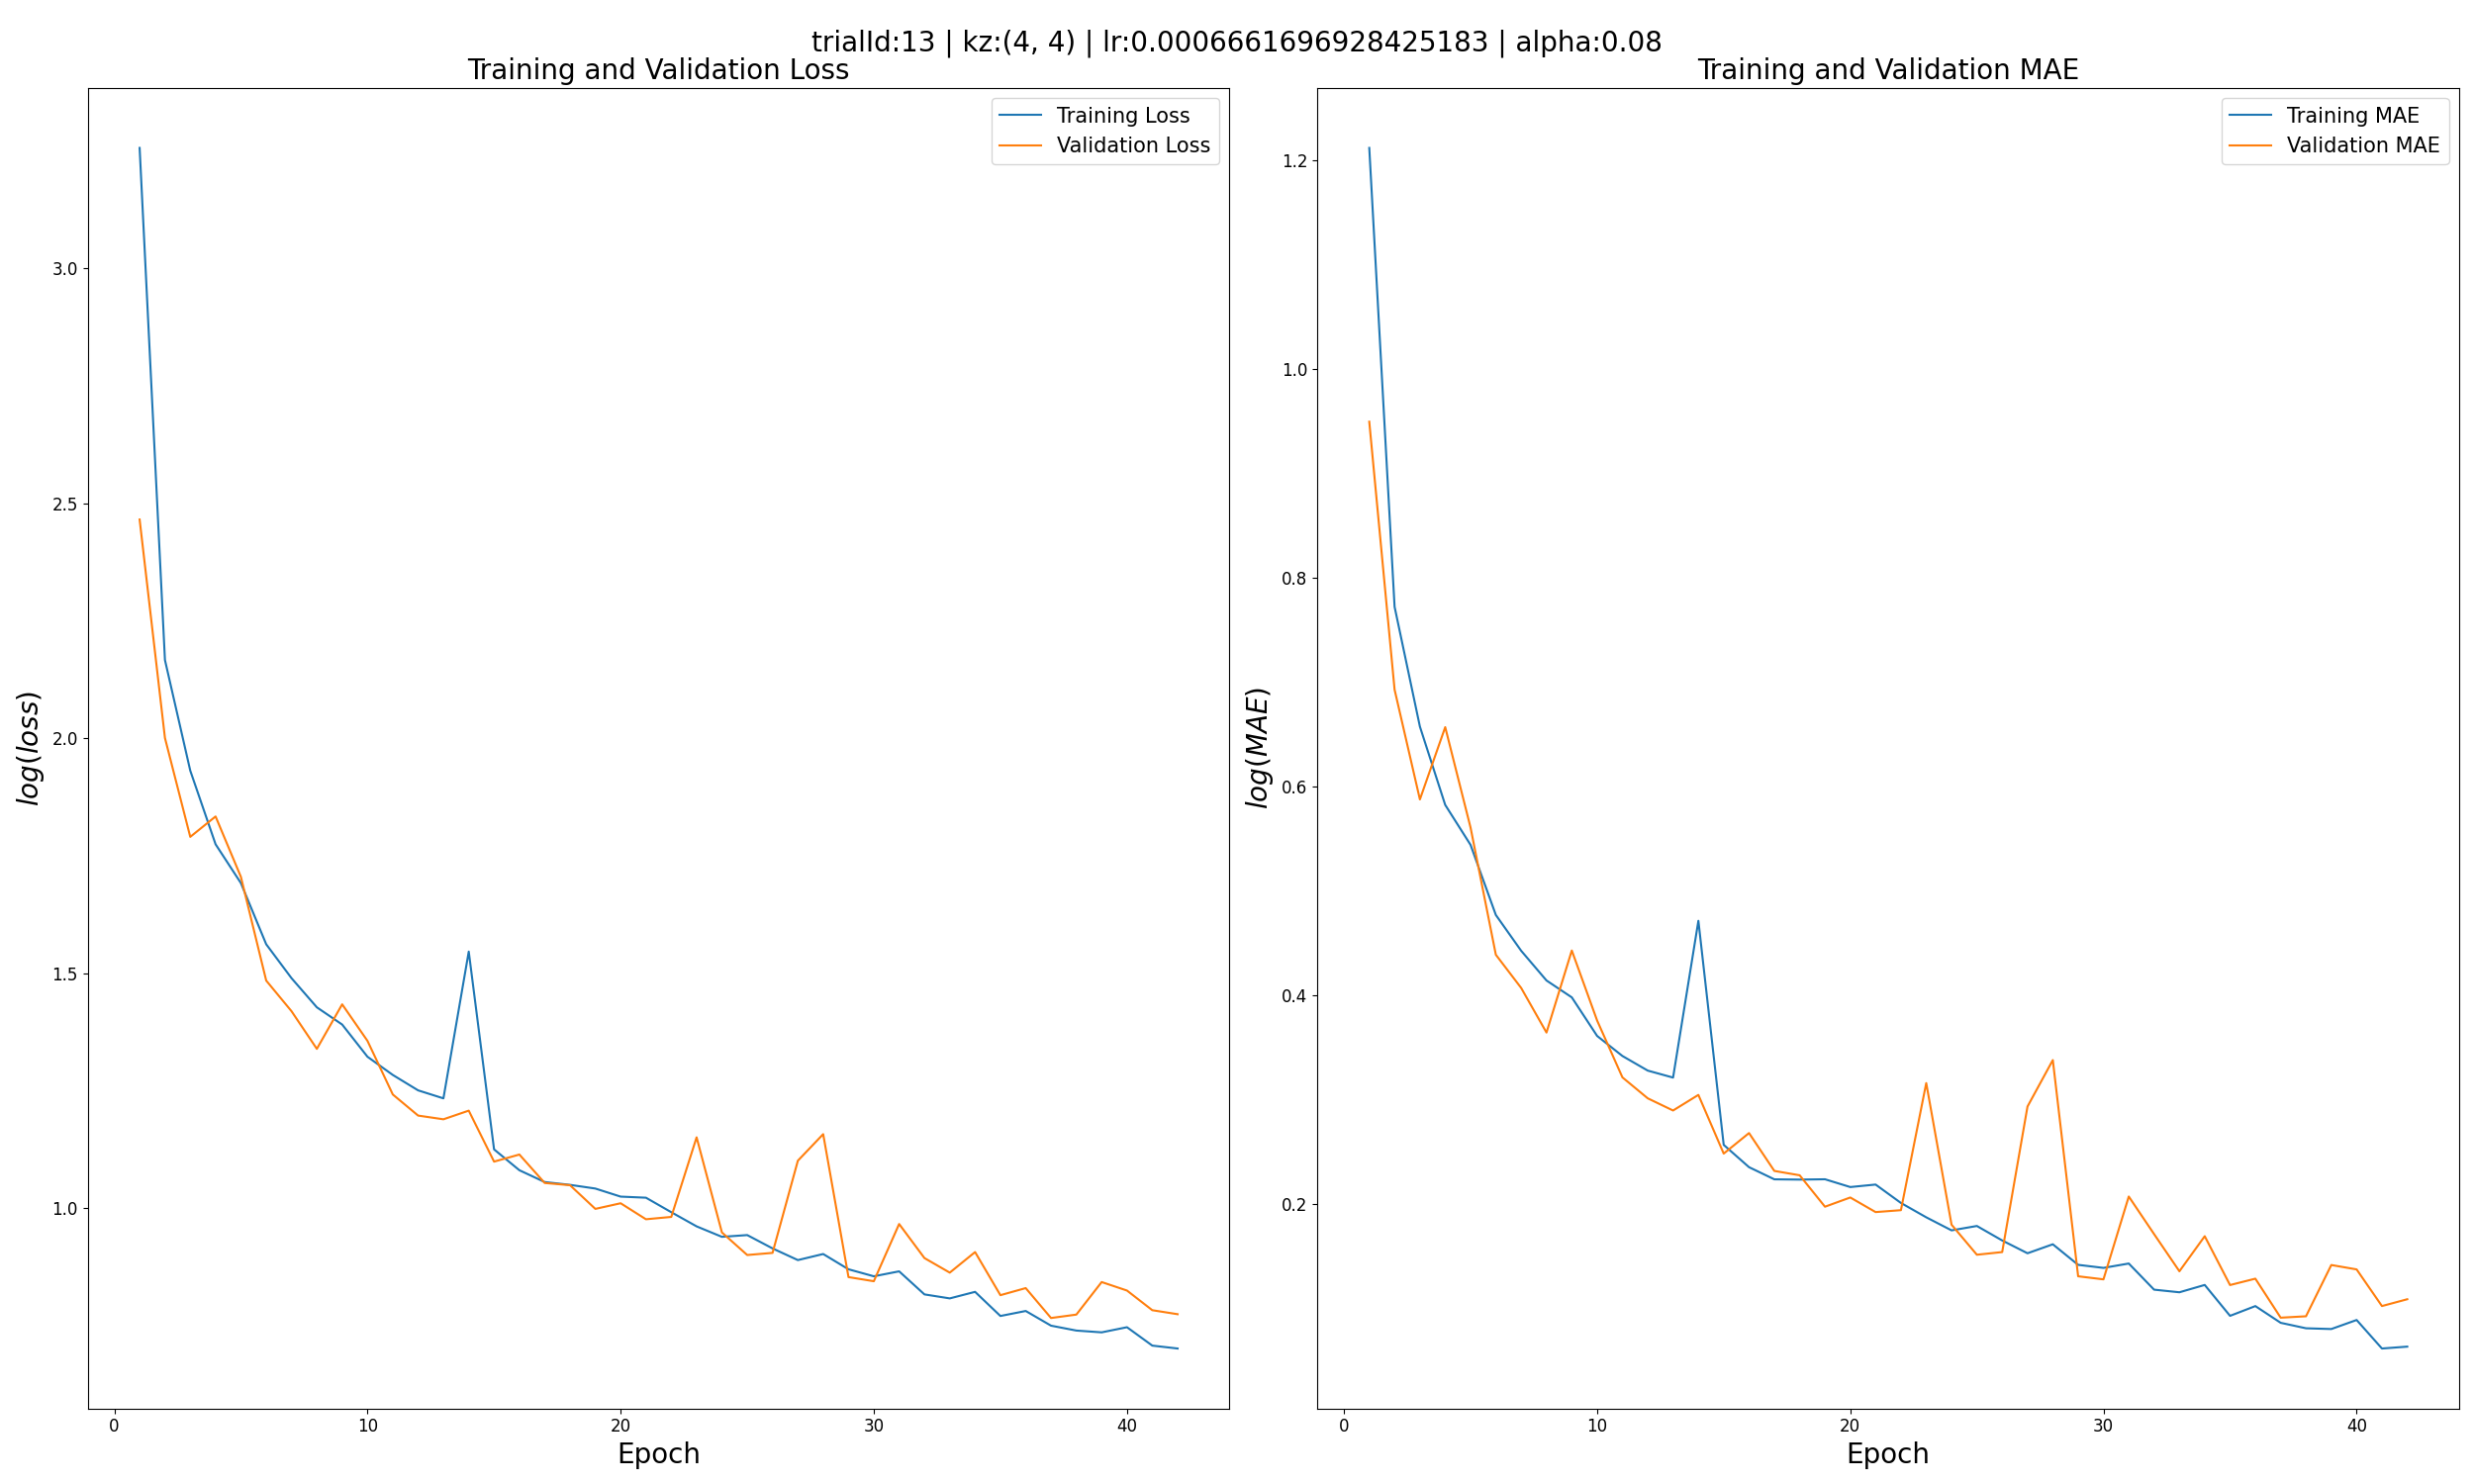 trialId:13 | kz:(4, 4) | lr:0.0006661696928425183 | alpha:0.08
Training and Validation Loss
Training Loss
Validation Loss
3.0
2.5
2.0
1.5
1.0
log(loss)
0
10
20
30
40
Epoch
Training and Validation MAE
Training MAE
Validation MAE
1.2
1.0
0.8
0.6
0.4
0.2
log(MAE)
0
10
20
30
40
Epoch